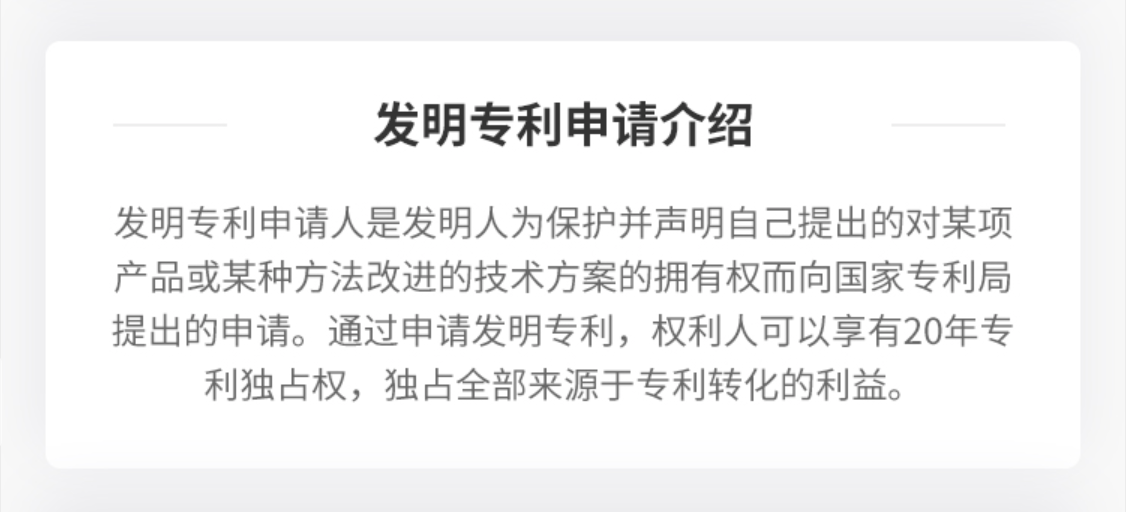 发明专利申请介绍
发明专利申请人是发明人为保护并声明自己提出的对某项
产品或某种方法改进的技术方案的拥有权而向国家专利局
提出的申请。通过申请发明专利，权利人可以享有20年专
利独占权，独占全部来源于专利转化的利益。